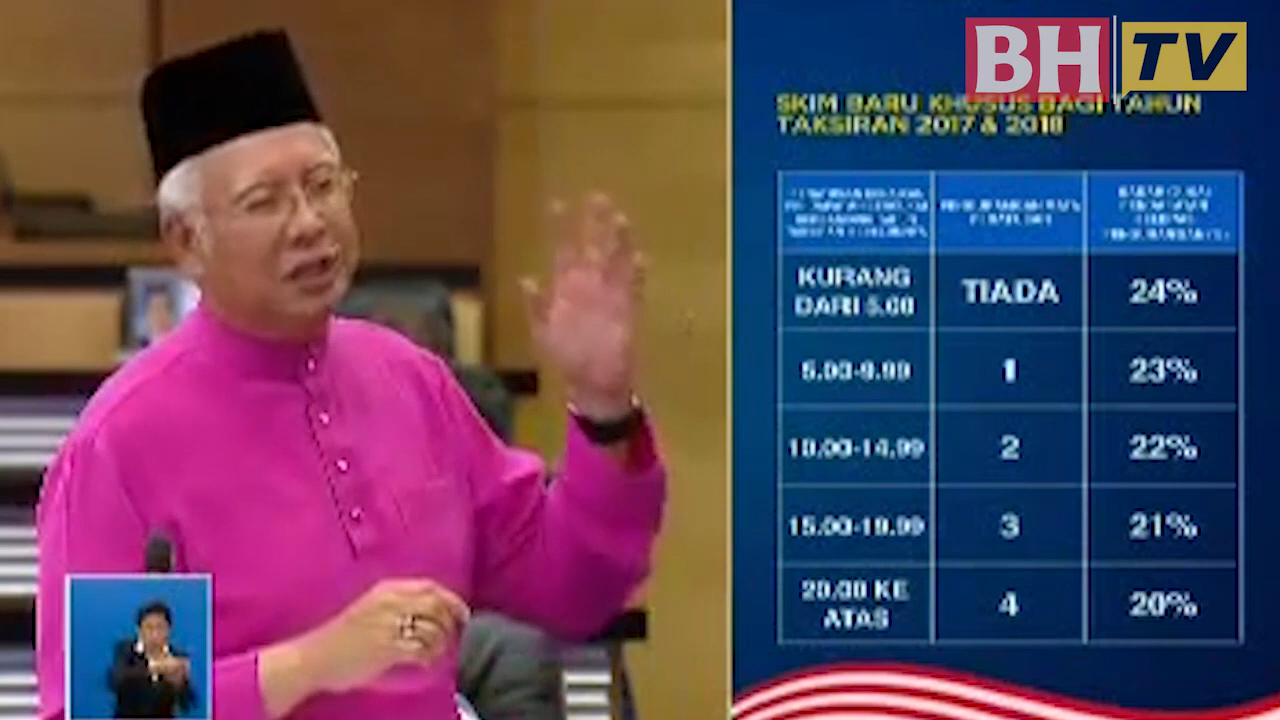 BH TV
SKIM BARU KHUSUS BAGI TAHUN
TAKSIRAN 2017 & 2018
KURANG
DARI 5.00
TIADA
24%
5.00-9.99
1
23%
10.00-14.99
2
22%
15.00-19.99
3
21%
20.00 KE
ATAS
4
20%